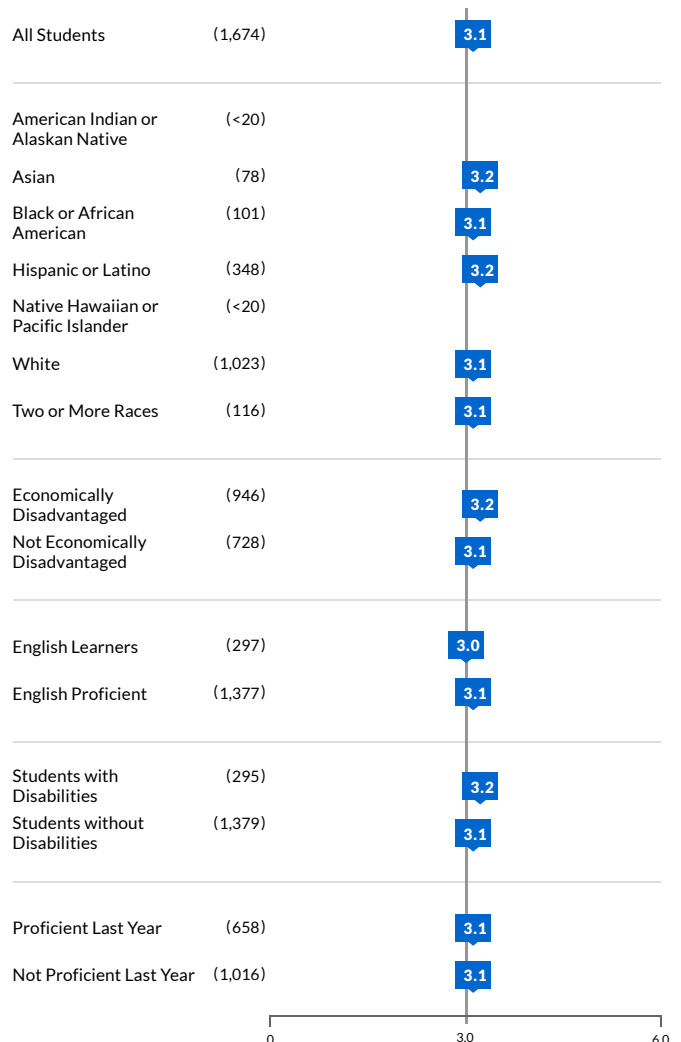 All Students (1,674) 3.1
American Indian or (<20)
Alaskan Native
Asian (78) 3.2
Black or African (101) 3.1
American
Hispanic or Latino (348) 3.2
Native Hawaiian or (<20)
Pacific Islander
White (1,023) 3.1
Two or More Races (116) 3.1
Economically (946) 3.2
Disadvantaged
Not Economically (728) 3.1
Disadvantaged
English Learners (297) 3.0
English Proficient (1,377) 3.1
Students with (295) 3.2
Disabilities
Students without (1,379) 3.1
Disabilities
Proficient Last Year (658) 3.1
Not Proficient Last Year (1,016) 3.1
0 3.0 6.0